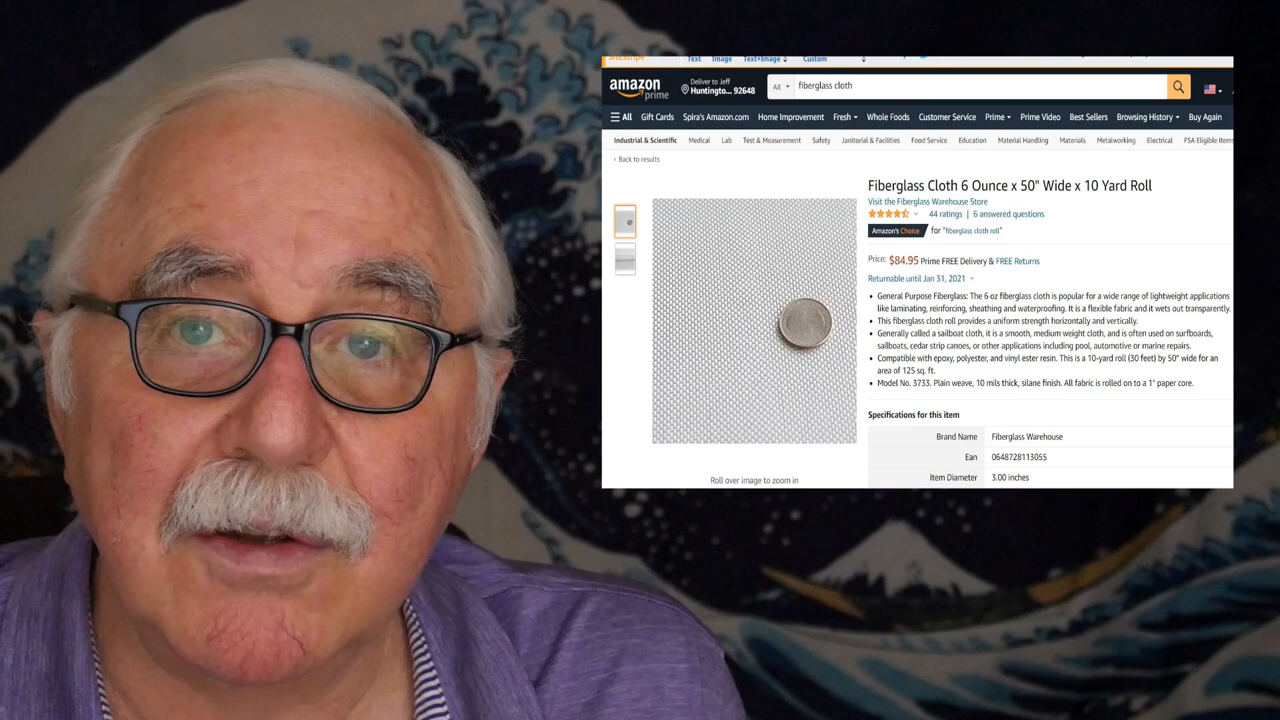 Text Image Text+Image Custom
amazon prime
Deliver to Jeff
Huntingto... 92648
All
fiberglass cloth
All Gift Cards Spira's Amazon.com Home Improvement Fresh Whole Foods Customer Service Prime Prime Video Best Sellers Browsing History Buy Again
Industrial & Scientific Medical Lab Test & Measurement Safety Janitorial & Facilities Food Service Education Material Handling Materials Metalworking Electrical FSA Eligible Items
‹ Back to results
Fiberglass Cloth 6 Ounce x 50" Wide x 10 Yard Roll
Visit the Fiberglass Warehouse Store
44 ratings | 6 answered questions
Amazon's Choice for "fiberglass cloth roll"
Price: $84.95 Prime FREE Delivery & FREE Returns
Returnable until Jan 31, 2021
• General Purpose Fiberglass: The 6 oz fiberglass cloth is popular for a wide range of lightweight applications
like laminating, reinforcing, sheathing and waterproofing. It is a flexible fabric and it wets out transparently.
• This fiberglass cloth roll provides a uniform strength horizontally and vertically.
• Generally called a sailboat cloth, it is a smooth, medium weight cloth, and is often used on surfboards,
sailboats, cedar strip canoes, or other applications including pool, automotive or marine repairs.
• Compatible with epoxy, polyester, and vinyl ester resin. This is a 10-yard roll (30 feet) by 50" wide for an
area of 125 sq. ft.
• Model No. 3733. Plain weave, 10 mils thick, silane finish. All fabric is rolled on to a 1" paper core.
Specifications for this item
Brand Name Fiberglass Warehouse
Ean 0648728113055
Item Diameter 3.00 inches
Roll over image to zoom in